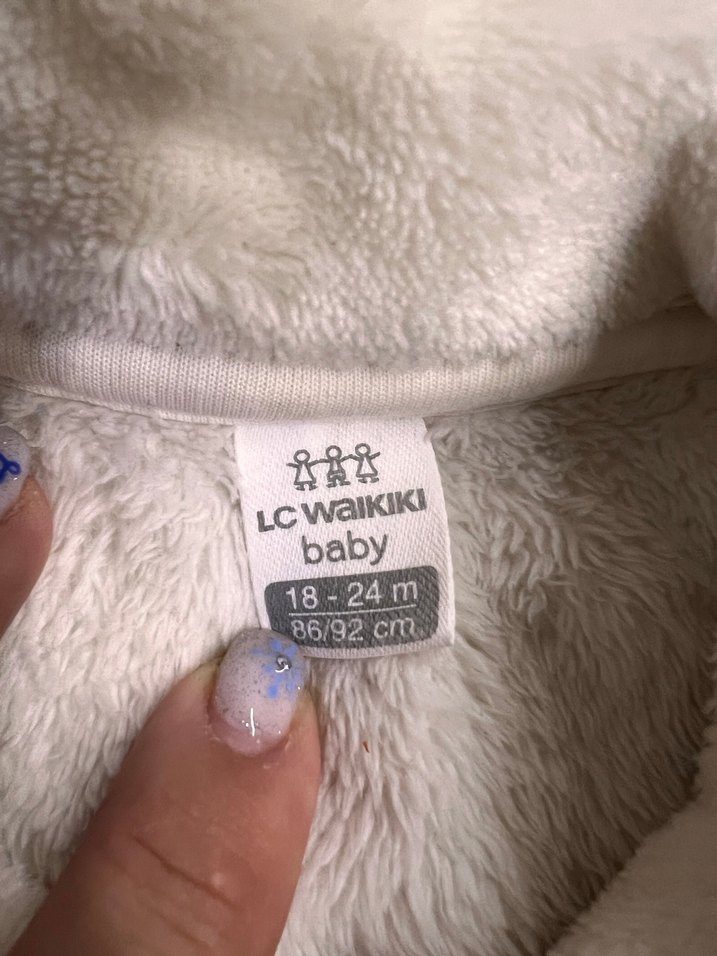 LC WAIKIKI
baby
18 - 24 m
86/92 cm